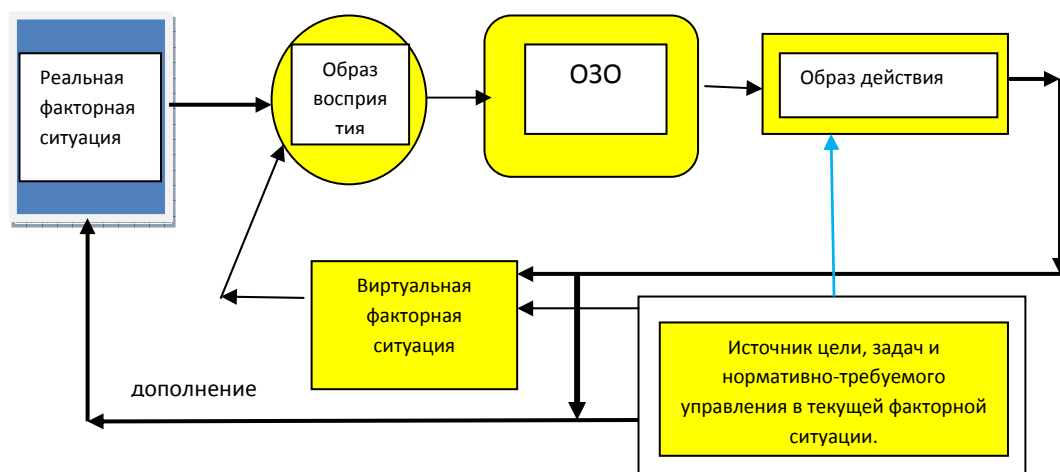 Реальная
факторная
ситуация
Образ
восприя
тия
ОЗО
Образ действия
Виртуальная
факторная
ситуация
Источник цели, задач и
нормативно-требуемого
управления в текущей факторной
ситуации.
дополнение